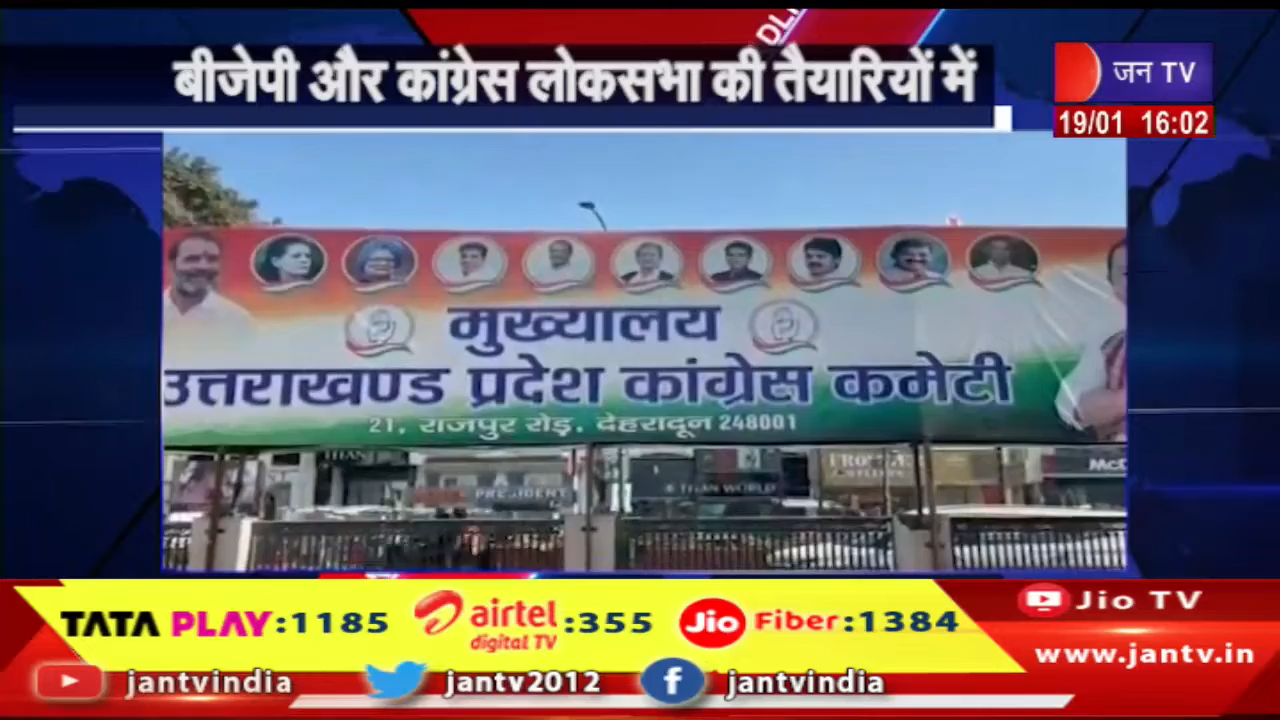 बीजेपी और कांग्रेस लोकसभा की तैयारियों में
जन TV
19/01 16:02
मुख्यालय
उत्तराखण्ड प्रदेश कांग्रेस कमेटी
21, राजपुर रोड़, देहरादून 248001
PRESIDENT
WORLD
TATA PLAY:1185
airtel digital TV :355
Jio Fiber:1384
Jio TV
www.jantv.in
jantvindia
jantv2012
jantvindia